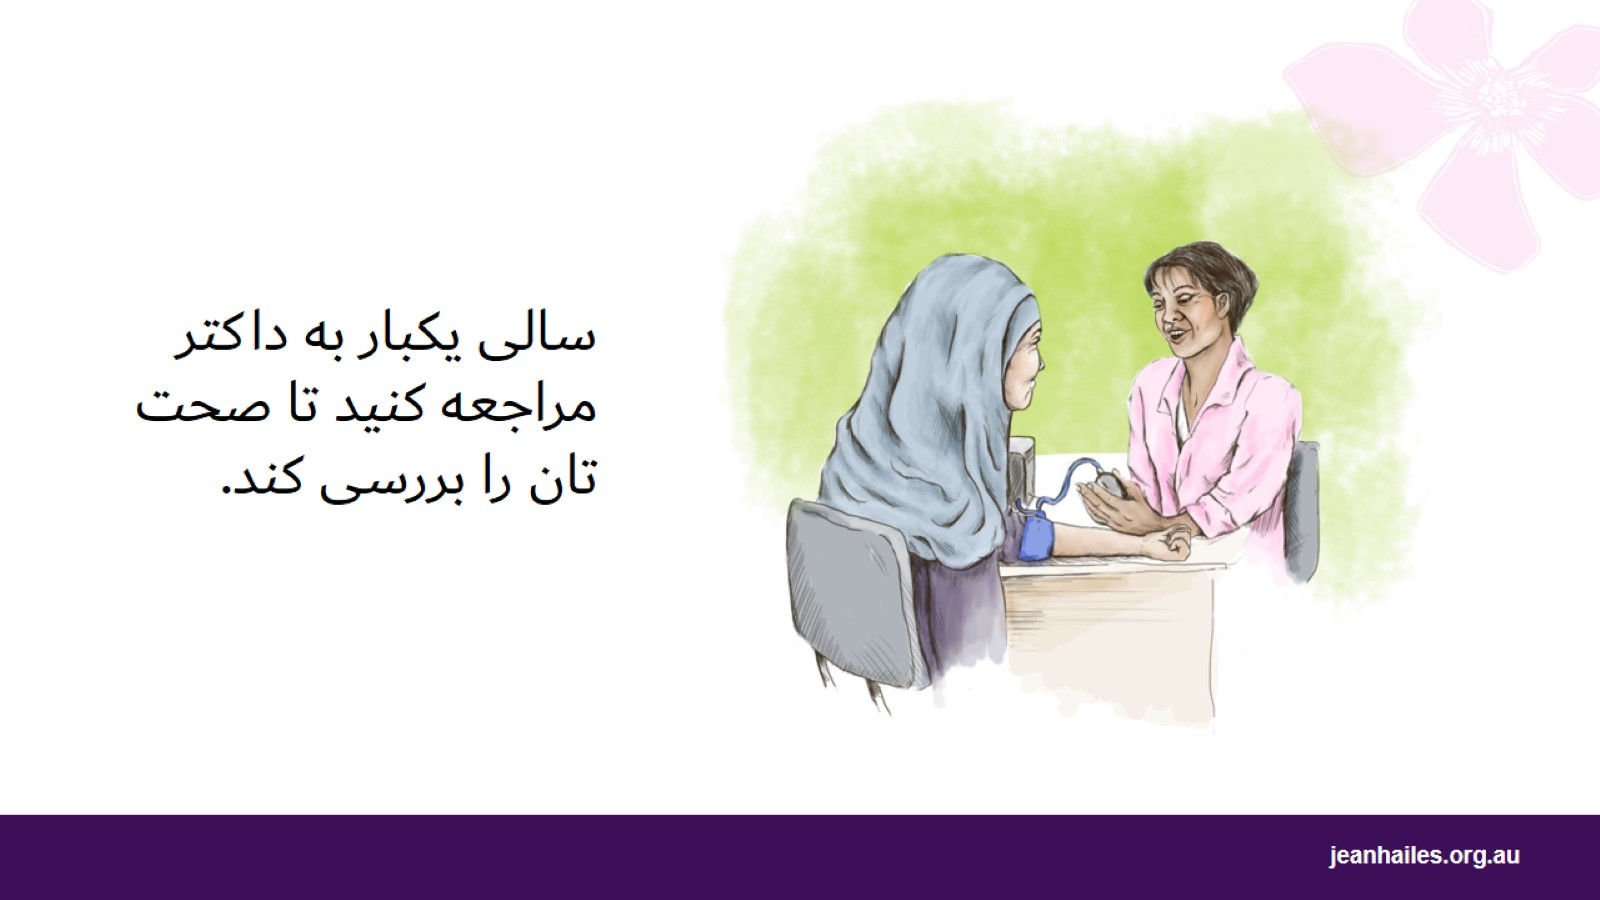 سالی یکبار به داکتر
مراجعه کنید تا صحت
تان را بررسی کند.
jeanhailes.org.au